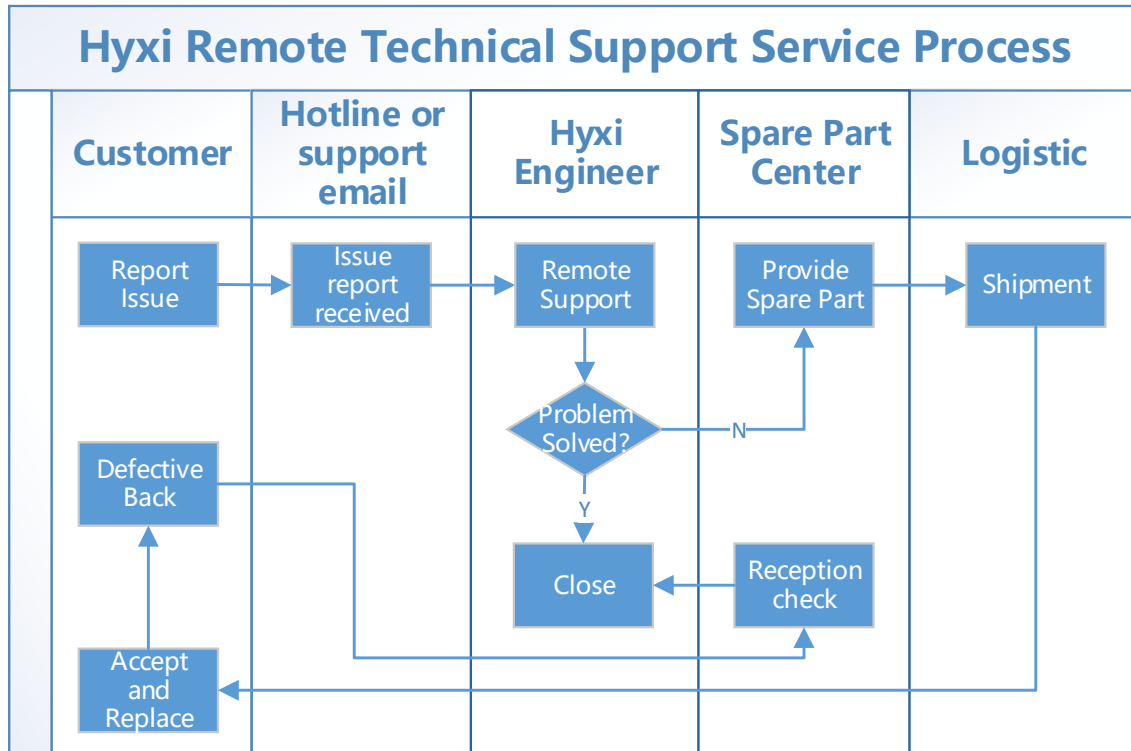 Hyxi Remote Technical Support Service Process
Customer
Hotline or
support
email
Hyxi
Engineer
Spare Part
Center
Logistic
Report
Issue
Issue
report
received
Remote
Support
Provide
Spare Part
Shipment
Problem
Solved?
N
Defective
Back
Y
Close
Reception
check
Accept
and
Replace